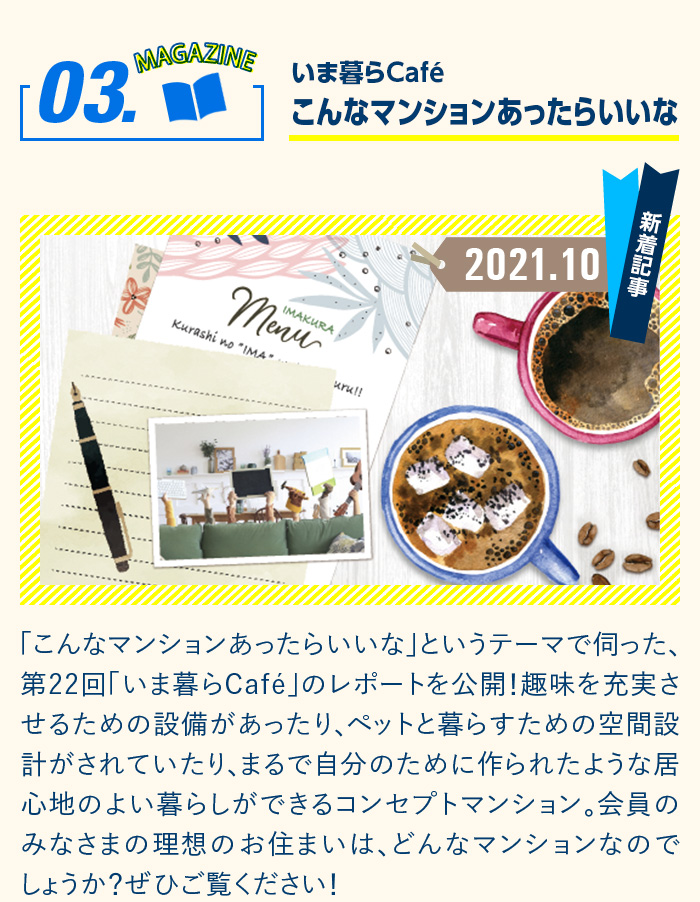 03.
MAGAZINE
いま暮らCafé
こんなマンションあったらいいな
新着記事
2021.10
IMAKURA
Menu
Kurashi no "IMA"
uru!!
「こんなマンションあったらいいな」というテーマで伺った、
第22回「いま暮らCafé」のレポートを公開!趣味を充実さ
せるための設備があったり、ペットと暮らすための空間設
計がされていたり、まるで自分のために作られたような居
心地のよい暮らしができるコンセプトマンション。会員の
みなさまの理想のお住まいは、どんなマンションなので
しょうか?ぜひご覧ください!